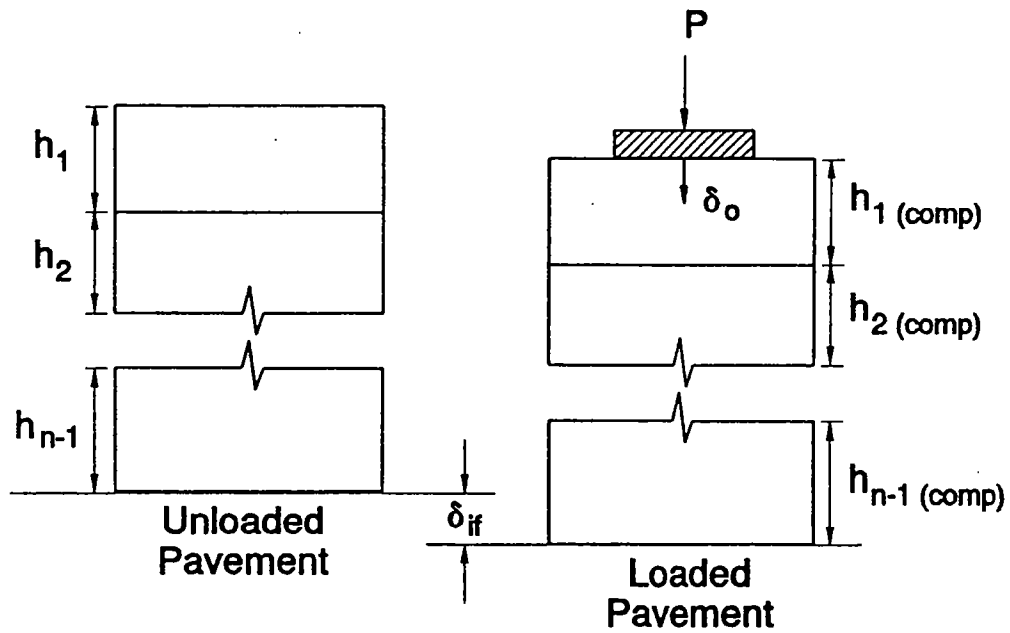 P
h1
h2
hn-1
δo
h1 (comp)
h2 (comp)
hn-1 (comp)
δif
Unloaded
Pavement
Loaded
Pavement